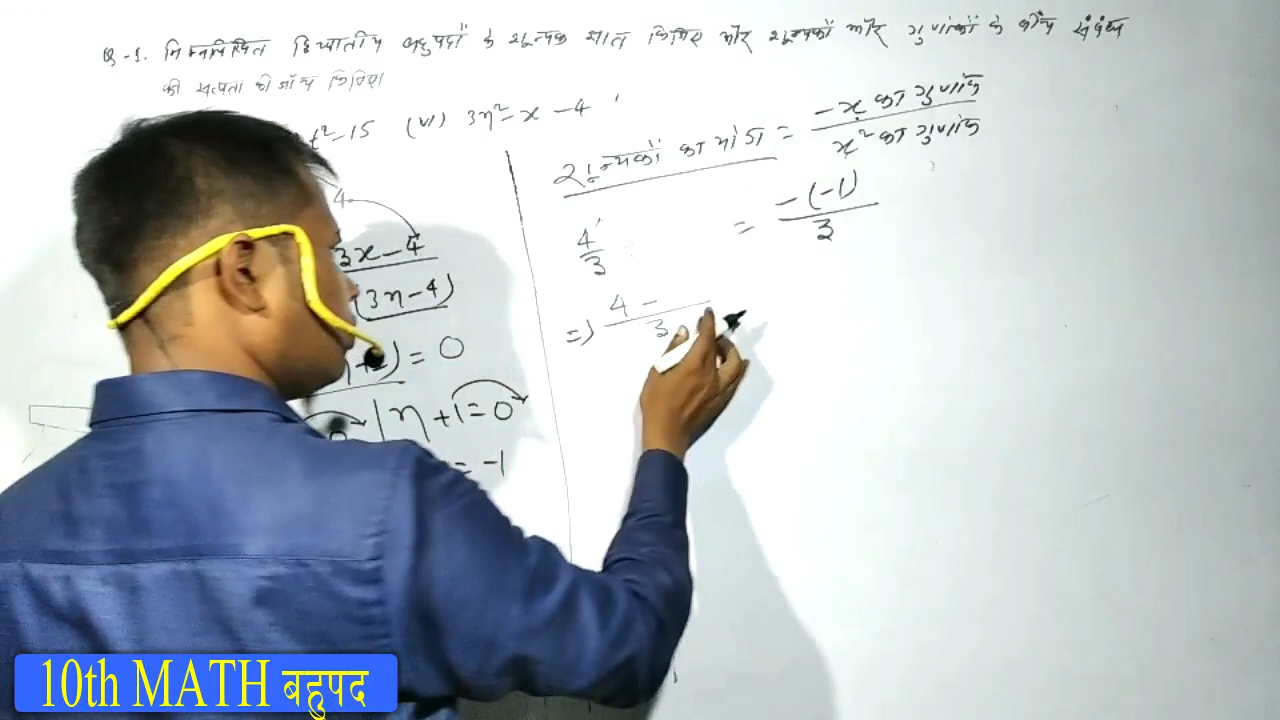 Q-1. निम्नलिखित द्विघातीय बहुपदों के शून्यक ज्ञात कीजिए और शून्यकों और गुणांकों के बीच संबंध
की सत्यता की जाँच कीजिए
t²-15 (vi) 3x²-x-4
4
3x-4
(3x-4)
= 0
x+1=0
= -1
शून्यकों का योग = -x का गुणांक / x² का गुणांक
4/3 = -(-1)/3
=> 4- / 3
10th MATH बहुपद